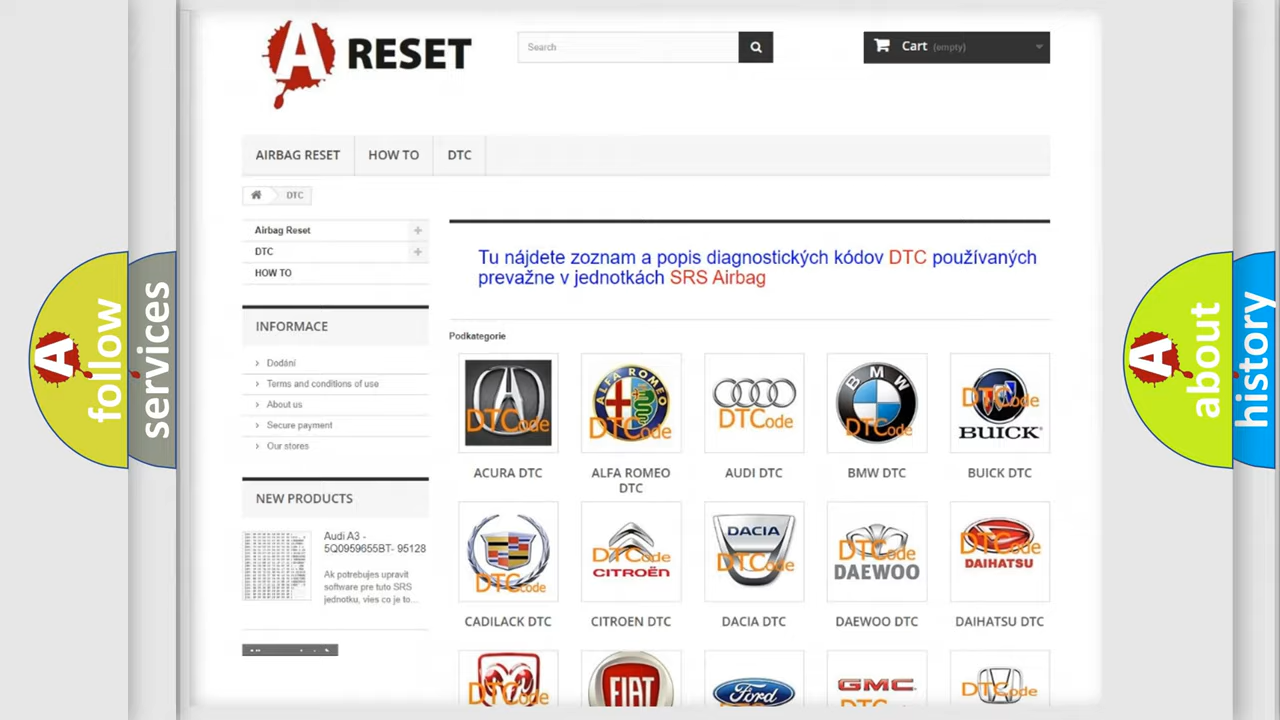 A RESET
Search
Cart (empty)
AIRBAG RESET
HOW TO
DTC
DTC
Airbag Reset
DTC
HOW TO
Tu nájdete zoznam a popis diagnostických kódov DTC používaných
prevažne v jednotkách SRS Airbag
INFORMACE
Dodání
Terms and conditions of use
About us
Secure payment
Our stores
NEW PRODUCTS
Audi A3 -
5Q0959655BT- 95128
Ak potrebujes upravit
software pre tuto SRS
jednotku, vies co je to...
Podkategorie
DTCode
ALFA ROMEO
DTCode
DTCode
BMW
DTCode
DTCode
BUICK
ACURA DTC
ALFA ROMEO
DTC
AUDI DTC
BMW DTC
BUICK DTC
DTCode
DTCode
CITROËN
DACIA
DTCode
DTCode
DAEWOO
DTCode
DAIHATSU
CADILACK DTC
CITROEN DTC
DACIA DTC
DAEWOO DTC
DAIHATSU DTC
DTCode
FIAT
Ford
GMC
DTCode
A follow
services
A about
history